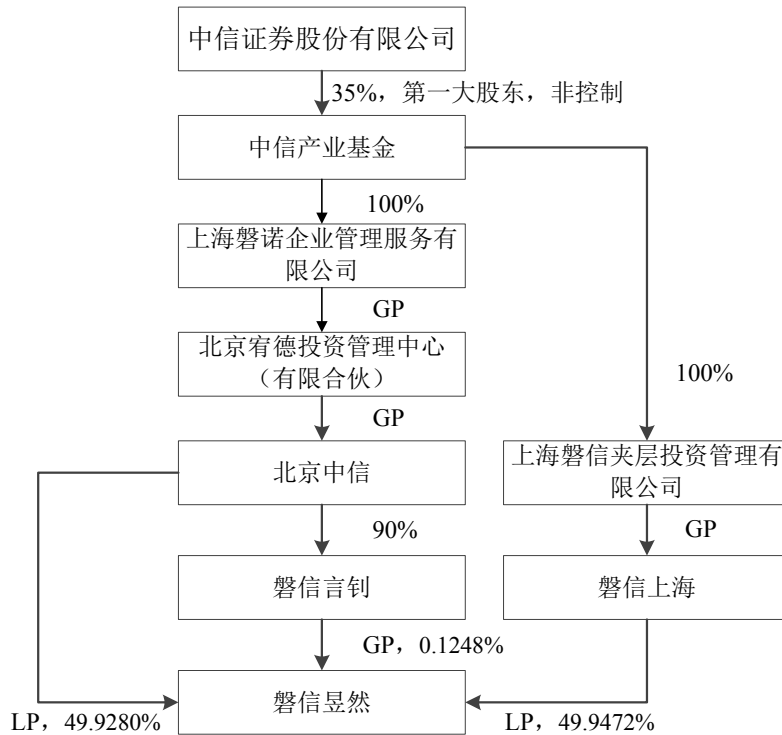 中信证券股份有限公司
35%，第一大股东，非控制
中信产业基金
100%
上海磐诺企业管理服务有
限公司
GP
北京宥德投资管理中心
（有限合伙）
100%
GP
北京中信
上海磐信夹层投资管理有
限公司
90%
GP
磐信言钊
磐信上海
GP，0.1248%
磐信昱然
LP，49.9280%
LP，49.9472%